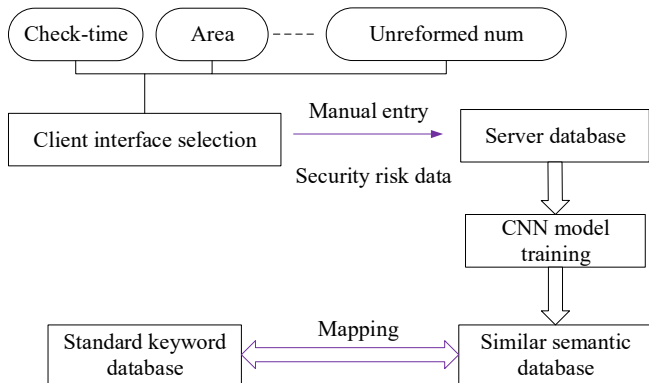 Check-time
Area
Unreformed num
Manual entry
Client interface selection
Server database
Security risk data
CNN model
training
Mapping
Standard keyword
database
Similar semantic
database